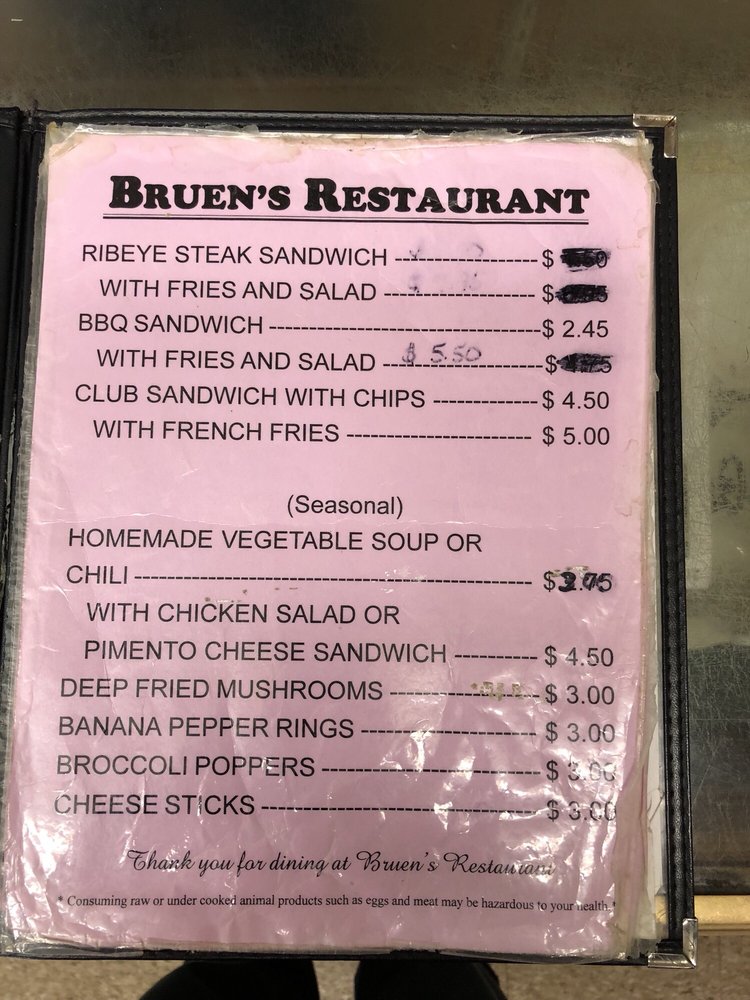 BRUEN'S RESTAURANT
RIBEYE STEAK SANDWICH ---------------- $
WITH FRIES AND SALAD ----------------- $
BBQ SANDWICH ------------------------------$ 2.45
WITH FRIES AND SALAD $ 5.50 ------------------$
CLUB SANDWICH WITH CHIPS ------------ $ 4.50
WITH FRENCH FRIES --------------------- $ 5.00
(Seasonal)
HOMEMADE VEGETABLE SOUP OR
CHILI --------------------------------------------- $
WITH CHICKEN SALAD OR
PIMENTO CHEESE SANDWICH ---------- $ 4.50
DEEP FRIED MUSHROOMS -----------------$ 3.00
BANANA PEPPER RINGS -------------------- $ 3.00
BROCCOLI POPPERS ------------------------- $ 3.00
CHEESE STICKS -------------------------------- $ 3.00
Thank you for dining at Bruen's Restaurant
* Consuming raw or under cooked animal products such as eggs and meat may be hazardous to your health.*